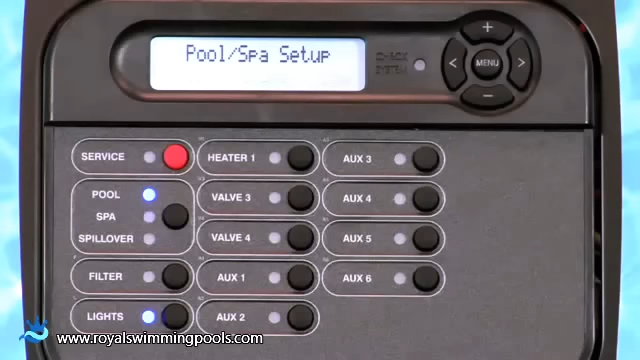 Pool/Spa Setup
CHECK
SYSTEM
+
< MENU >
−
SERVICE
POOL
SPA
SPILLOVER
FILTER
LIGHTS
HEATER 1
VALVE 3
VALVE 4
AUX 1
AUX 2
AUX 3
AUX 4
AUX 5
AUX 6
www.royalswimmingpools.com